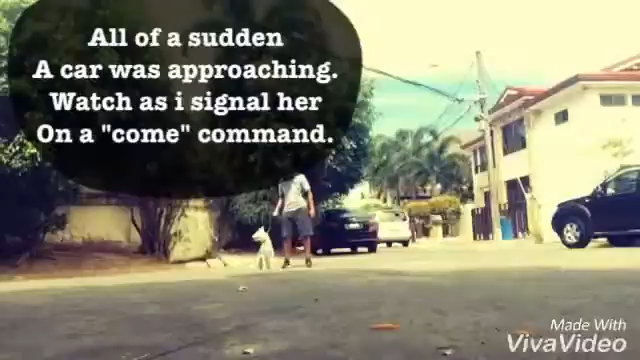 All of a sudden
A car was approaching.
Watch as i signal her
On a "come" command.
Made With
VivaVideo